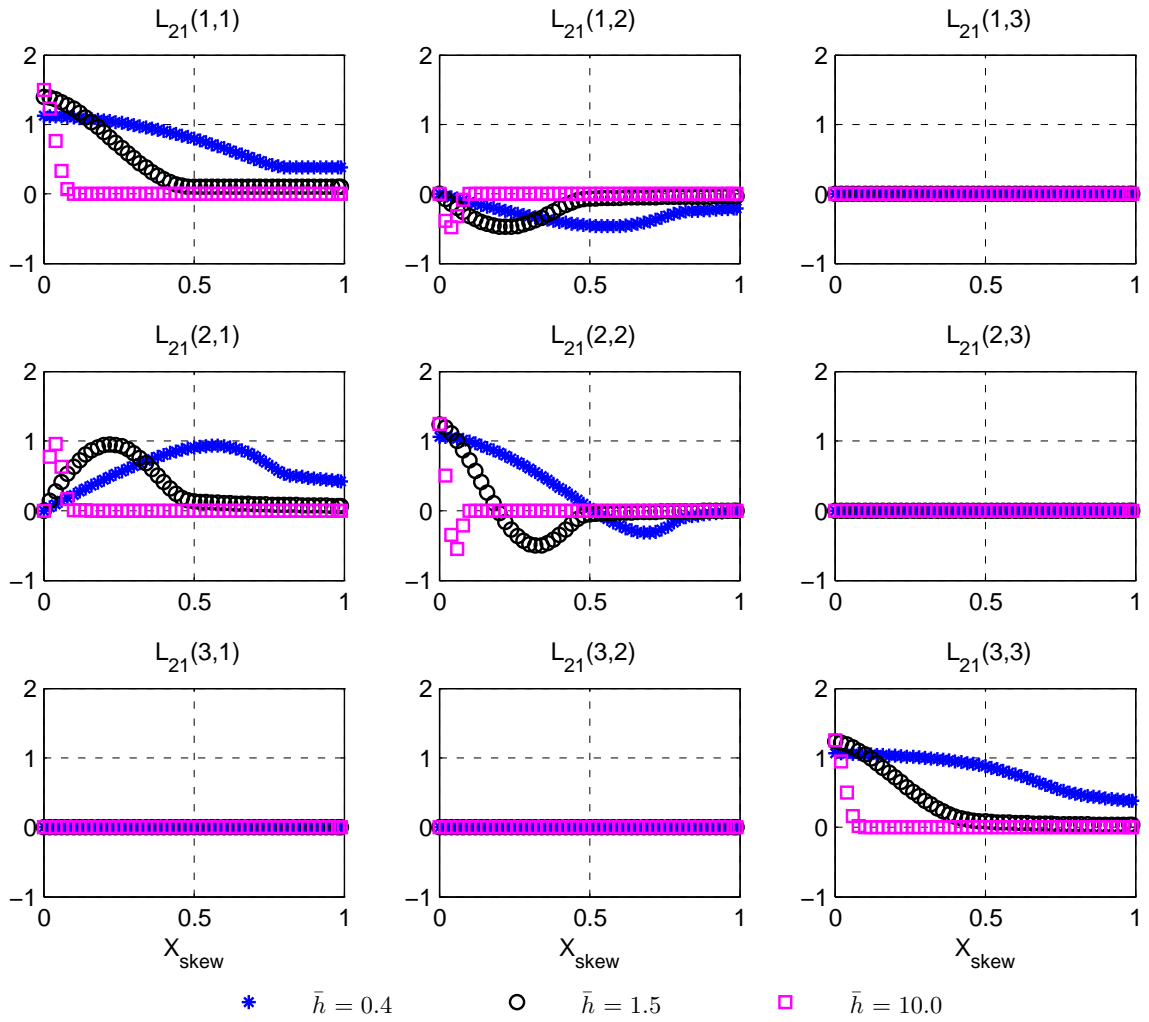 L21(1,1) L21(1,2) L21(1,3)
2 2 2
1 1 1
0 0 0
−1 −1 −1
0 0.5 1 0 0.5 1 0 0.5 1
L21(2,1) L21(2,2) L21(2,3)
2 2 2
1 1 1
0 0 0
−1 −1 −1
0 0.5 1 0 0.5 1 0 0.5 1
L21(3,1) L21(3,2) L21(3,3)
2 2 2
1 1 1
0 0 0
−1 −1 −1
0 0.5 1 0 0.5 1 0 0.5 1
Xskew Xskew Xskew
h̄ = 0.4 h̄ = 1.5 h̄ = 10.0